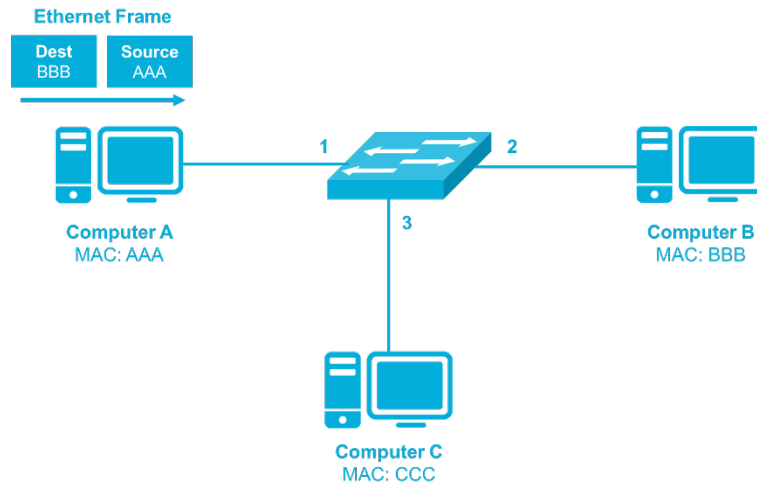 Ethernet Frame
Dest
BBB
Source
AAA
1
2
3
Computer A
MAC: AAA
Computer B
MAC: BBB
Computer C
MAC: CCC